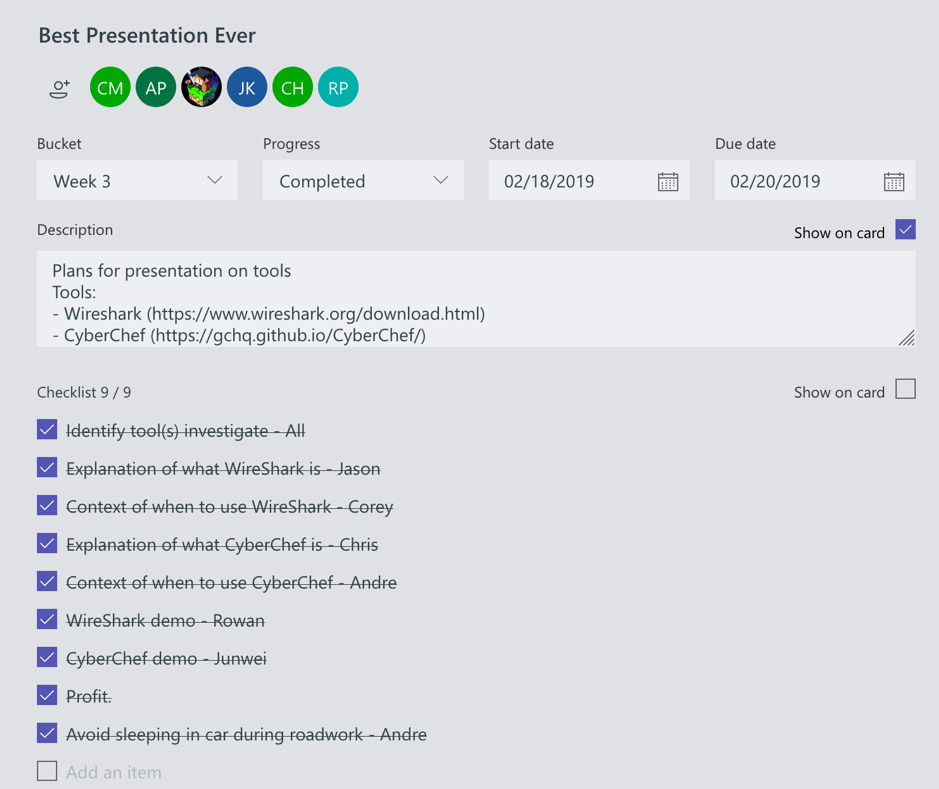 Best Presentation Ever
CM AP JK CH RP
Bucket Progress Start date Due date
Week 3 Completed 02/18/2019 02/20/2019
Description Show on card
Plans for presentation on tools
Tools:
- Wireshark (https://www.wireshark.org/download.html)
- CyberChef (https://gchq.github.io/CyberChef/)
Checklist 9 / 9 Show on card
Identify tool(s) investigate - All
Explanation of what WireShark is - Jason
Context of when to use WireShark - Corey
Explanation of what CyberChef is - Chris
Context of when to use CyberChef - Andre
WireShark demo - Rowan
CyberChef demo - Junwei
Profit.
Avoid sleeping in car during roadwork - Andre
Add an item